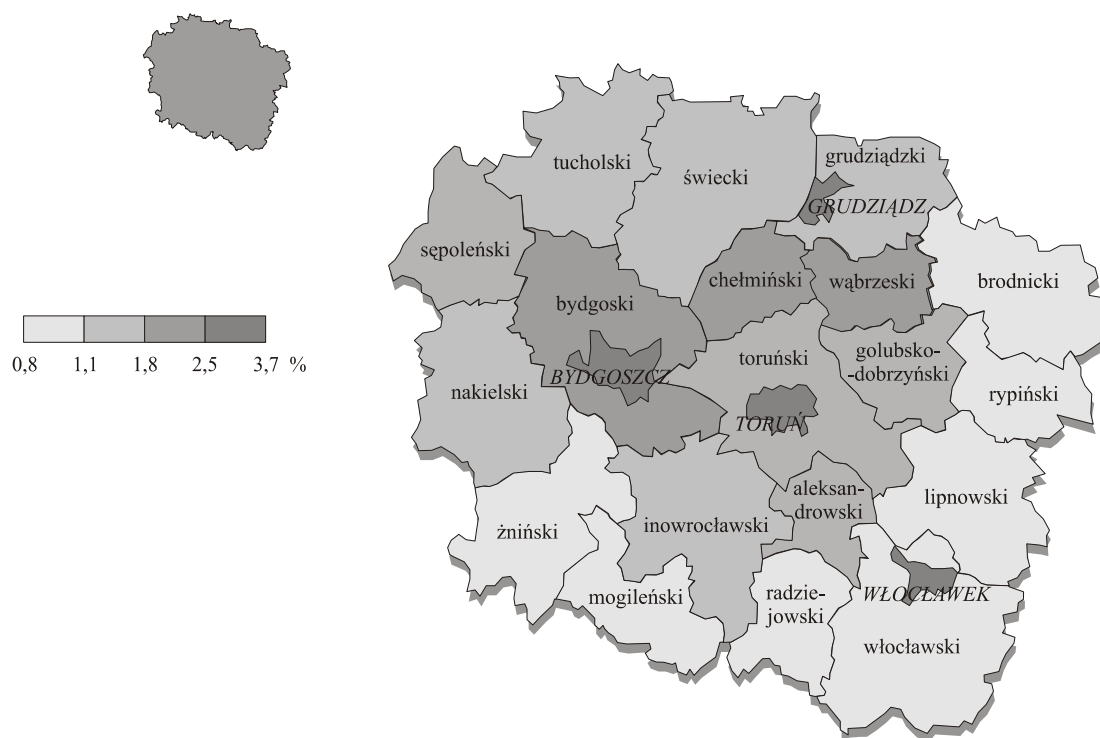 tucholski
świecki
grudziądzki
GRUDZIĄDZ
sępoleński
chełmiński
wąbrzeski
brodnicki
bydgoski
0,8 1,1 1,8 2,5 3,7 %
toruński
golubsko-
-dobrzyński
BYDGOSZCZ
nakielski
rypiński
TORUŃ
aleksan-
drowski
lipnowski
żniński
inowrocławski
mogileński
radzie-
jowski
WŁOCŁAWEK
włocławski